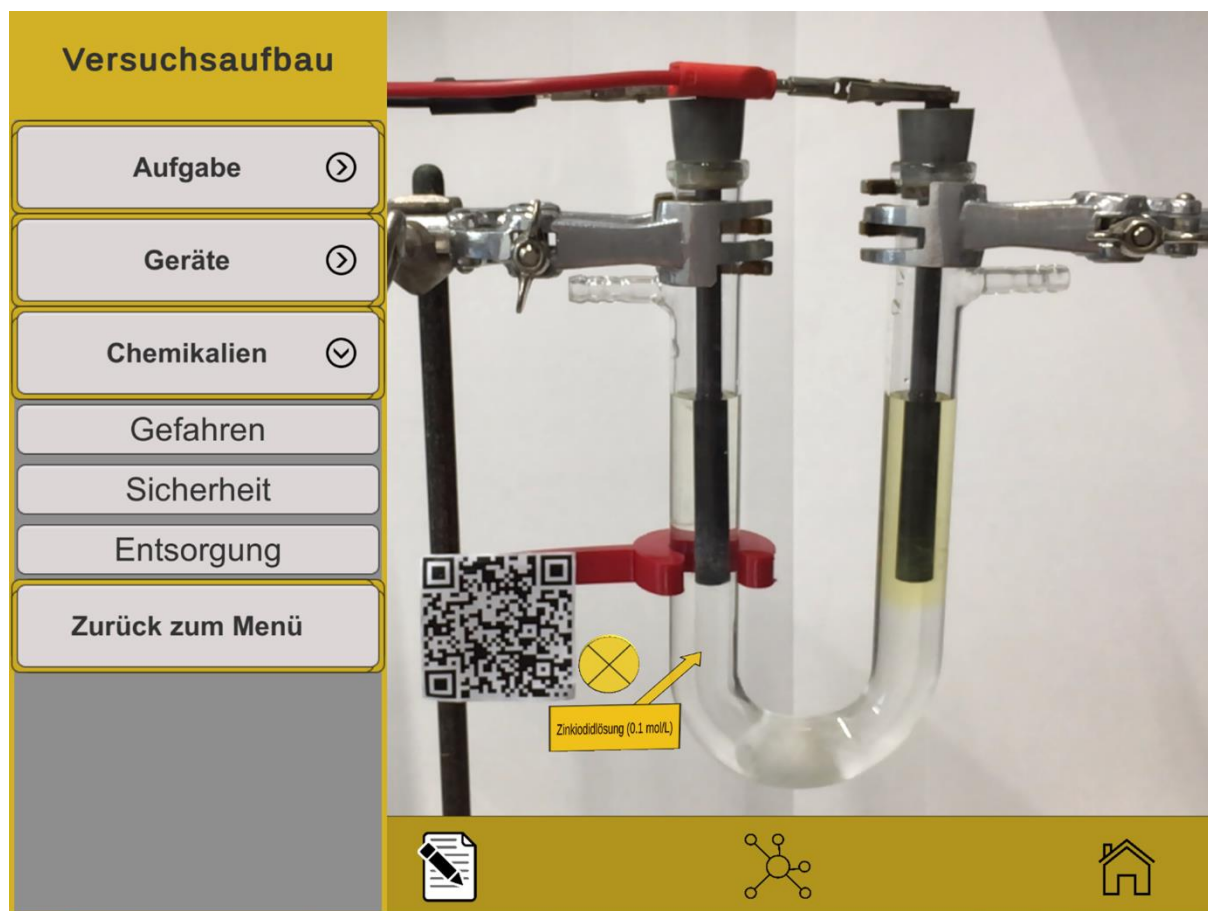 Versuchsaufbau
Aufgabe
Geräte
Chemikalien
Gefahren
Sicherheit
Entsorgung
Zurück zum Menü
Zinkiodidlösung (0.1 mol/L)